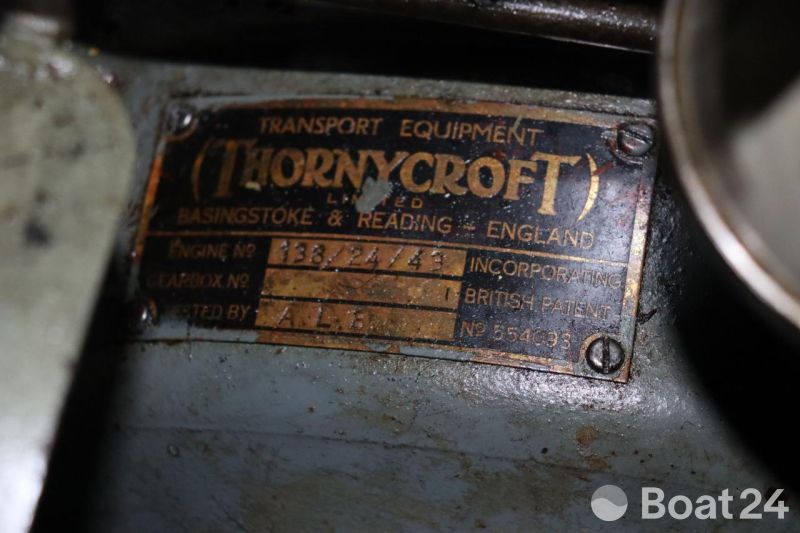 TRANSPORT EQUIPMENT
(THORNYCROFT)
LIMITED
BASINGSTOKE & READING - ENGLAND
ENGINE Nº 138/24/43 INCORPORATING
GEARBOX Nº BRITISH PATENT
TESTED BY A.L.B. Nº 554093
Boat24